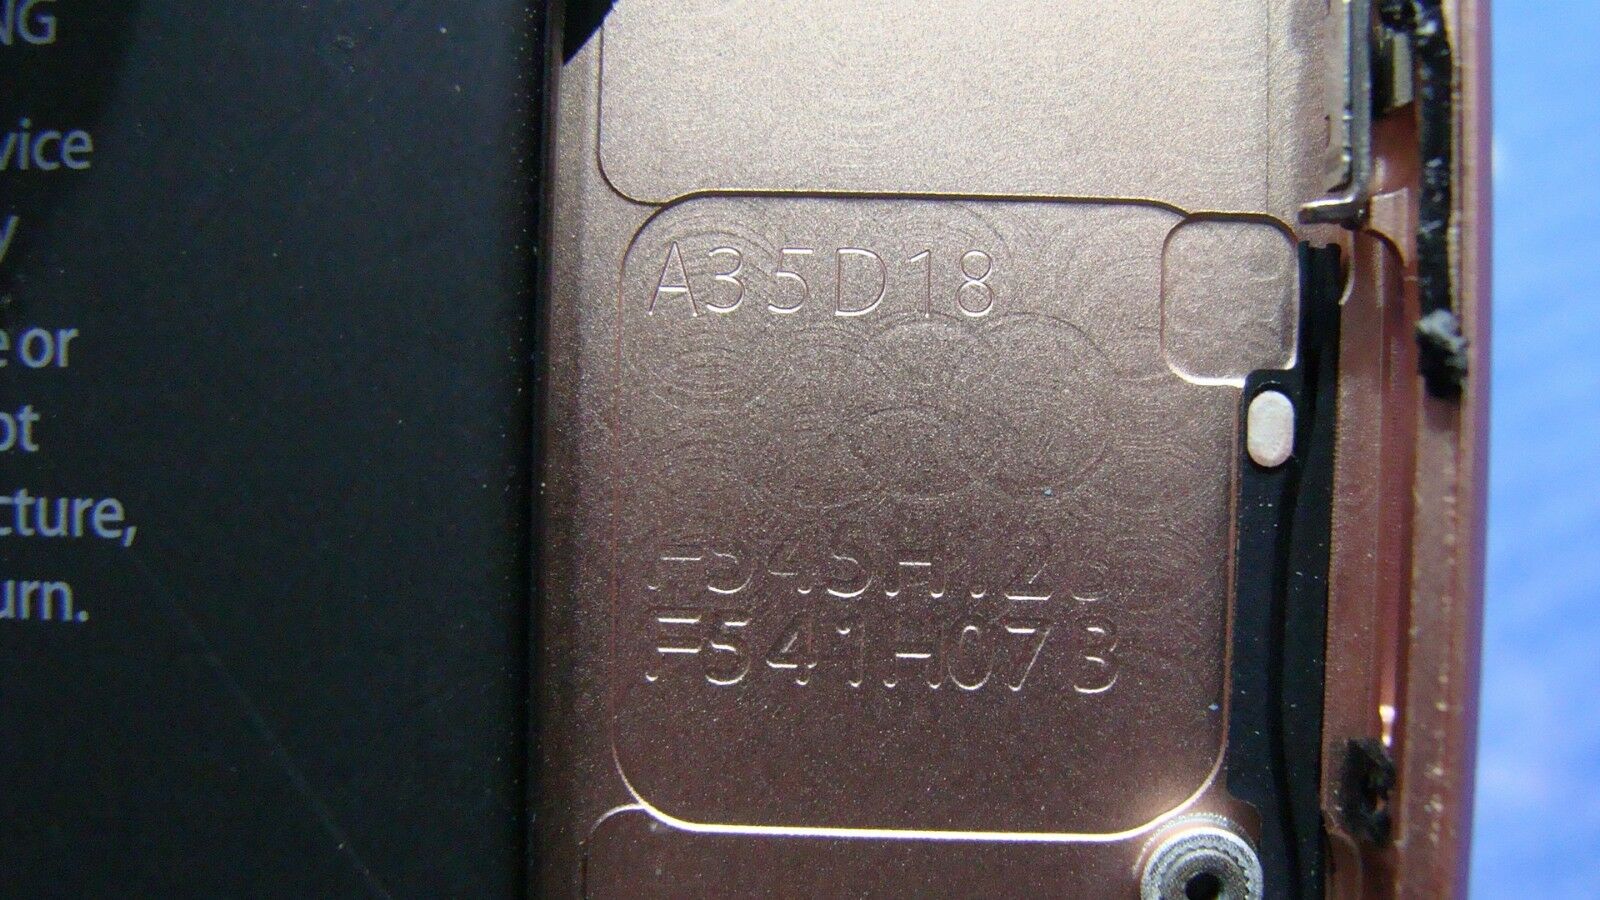 NG
vice
y
e or
ot
cture,
urn.
A35D18
F541H073